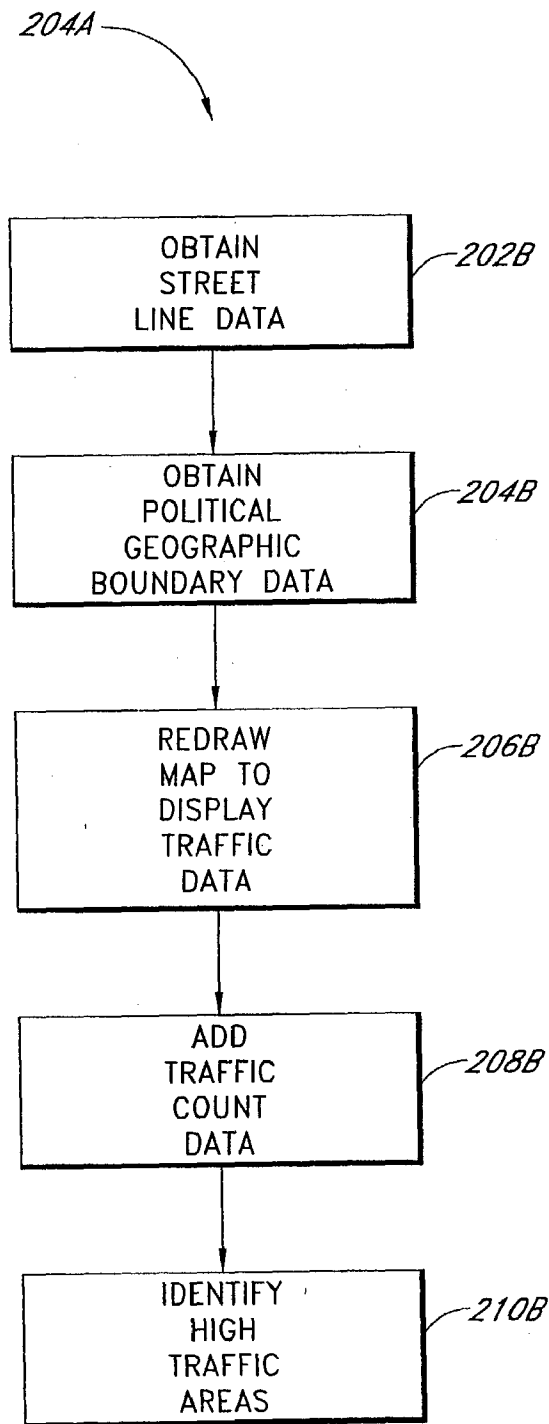 204A
OBTAIN
STREET
LINE DATA
202B
OBTAIN
POLITICAL
GEOGRAPHIC
BOUNDARY DATA
204B
REDRAW
MAP TO
DISPLAY
TRAFFIC
DATA
206B
ADD
TRAFFIC
COUNT
DATA
208B
IDENTIFY
HIGH
TRAFFIC
AREAS
210B